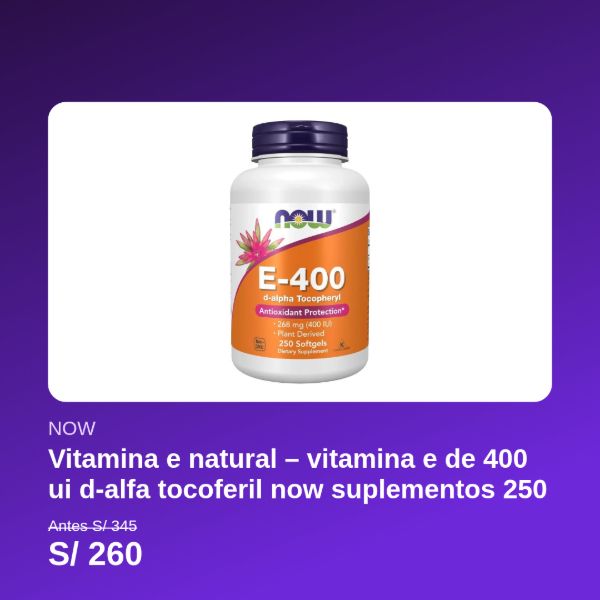 now
E-400
d-alpha Tocopheryl
Antioxidant Protection*
• 268 mg (400 IU)
• Plant Derived
250 Softgels
Dietary Supplement
NOW
Vitamina e natural – vitamina e de 400
ui d-alfa tocoferil now suplementos 250
Antes S/ 345
S/ 260